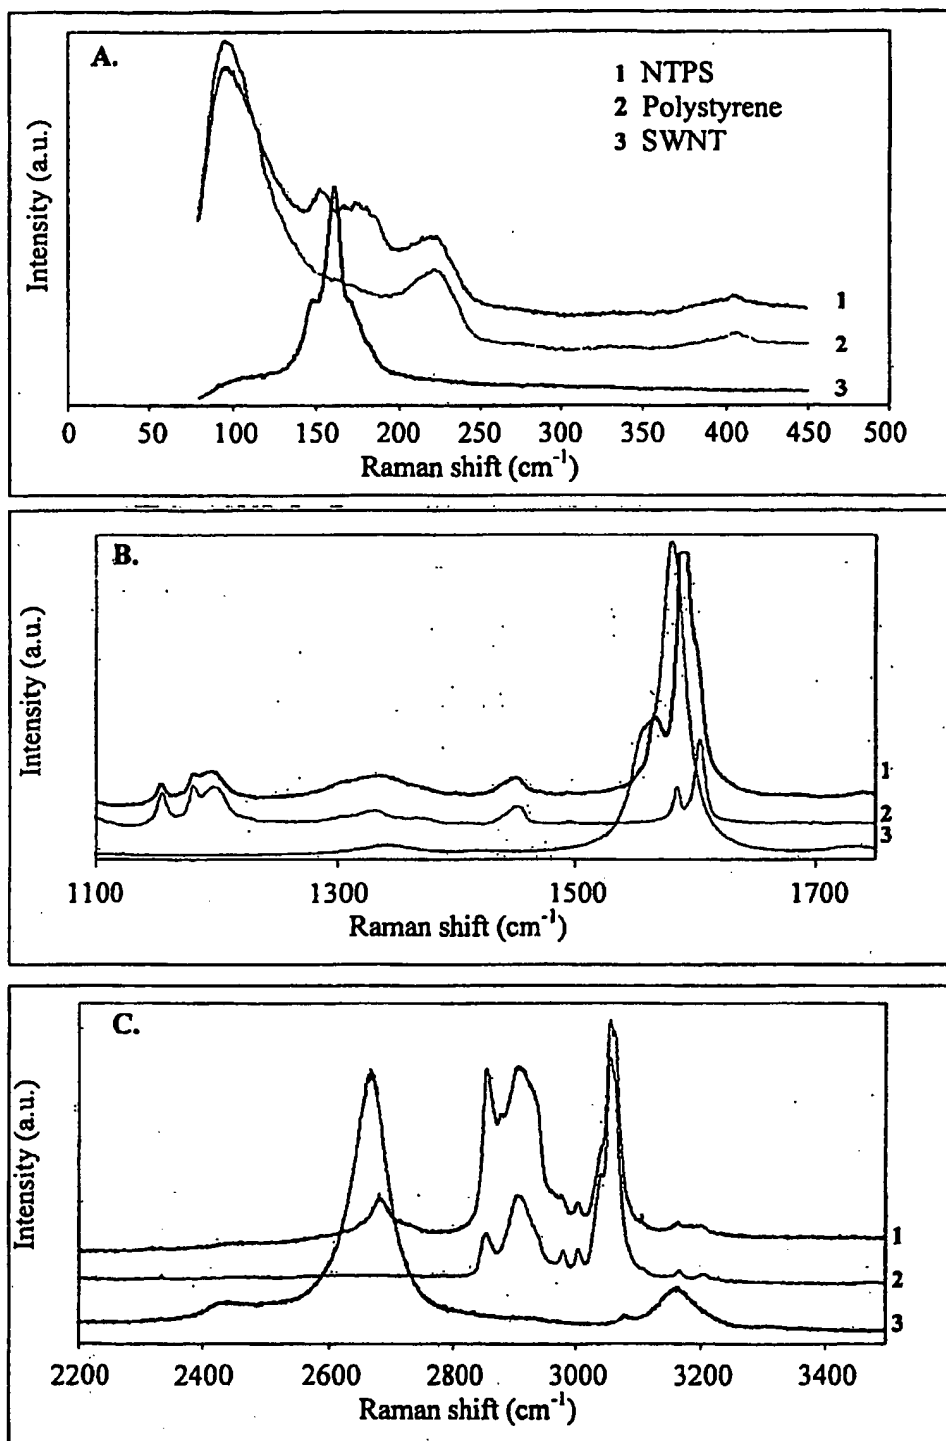 A.
1 NTPS
2 Polystyrene
3 SWNT
Intensity (a.u.)
1
2
3
0 50 100 150 200 250 300 350 400 450 500
Raman shift (cm⁻¹)
B.
Intensity (a.u.)
1
2
3
1100 1300 1500 1700
Raman shift (cm⁻¹)
C.
Intensity (a.u.)
1
2
3
2200 2400 2600 2800 3000 3200 3400
Raman shift (cm⁻¹)